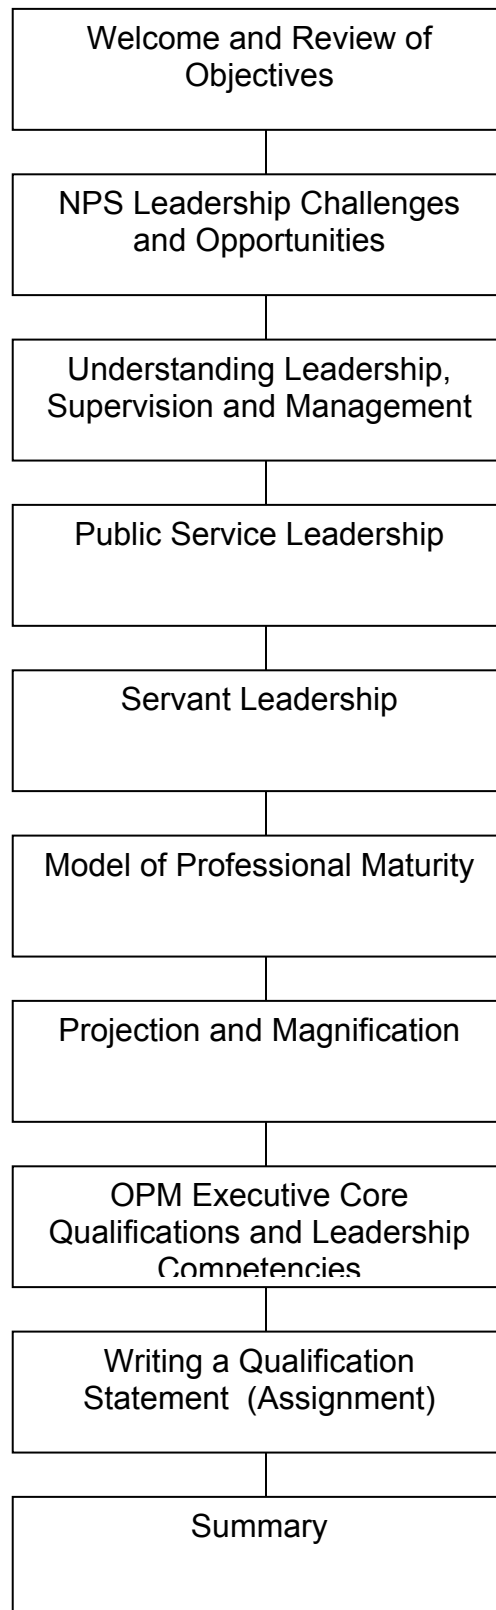 Welcome and Review of
Objectives
NPS Leadership Challenges
and Opportunities
Understanding Leadership,
Supervision and Management
Public Service Leadership
Servant Leadership
Model of Professional Maturity
Projection and Magnification
OPM Executive Core
Qualifications and Leadership
Competencies
Writing a Qualification
Statement  (Assignment)
Summary